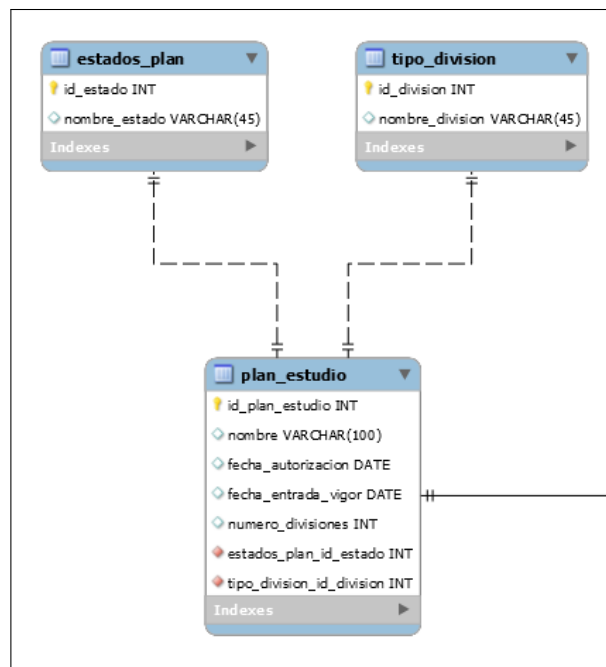 estados_plan
id_estado INT
nombre_estado VARCHAR(45)
Indexes
tipo_division
id_division INT
nombre_division VARCHAR(45)
Indexes
plan_estudio
id_plan_estudio INT
nombre VARCHAR(100)
fecha_autorizacion DATE
fecha_entrada_vigor DATE
numero_divisiones INT
estados_plan_id_estado INT
tipo_division_id_division INT
Indexes